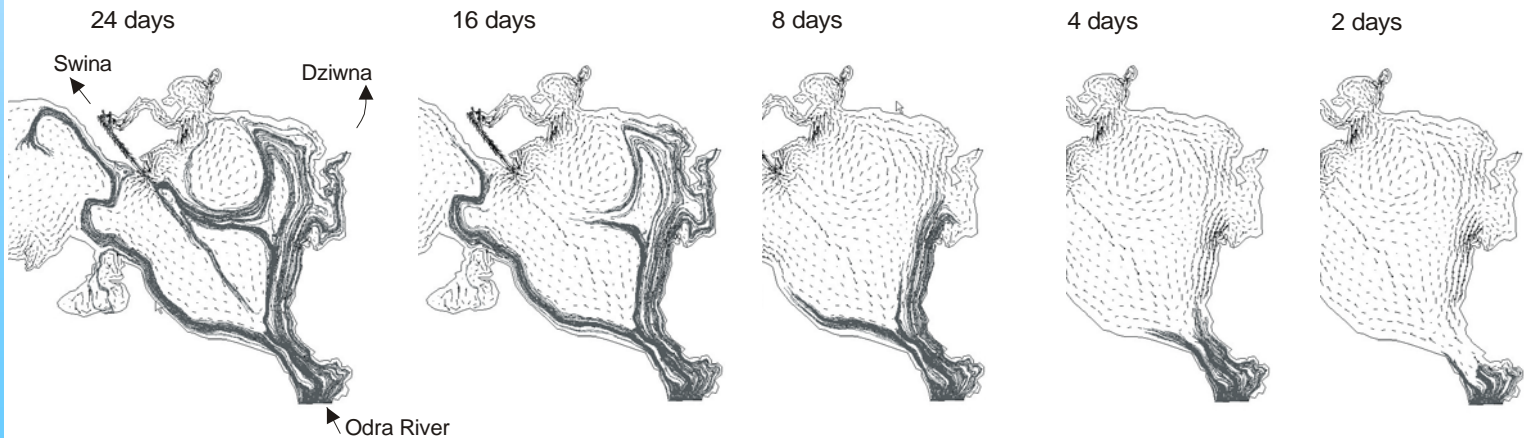 24 days
16 days
8 days
4 days
2 days
Swina
Dziwna
Odra River